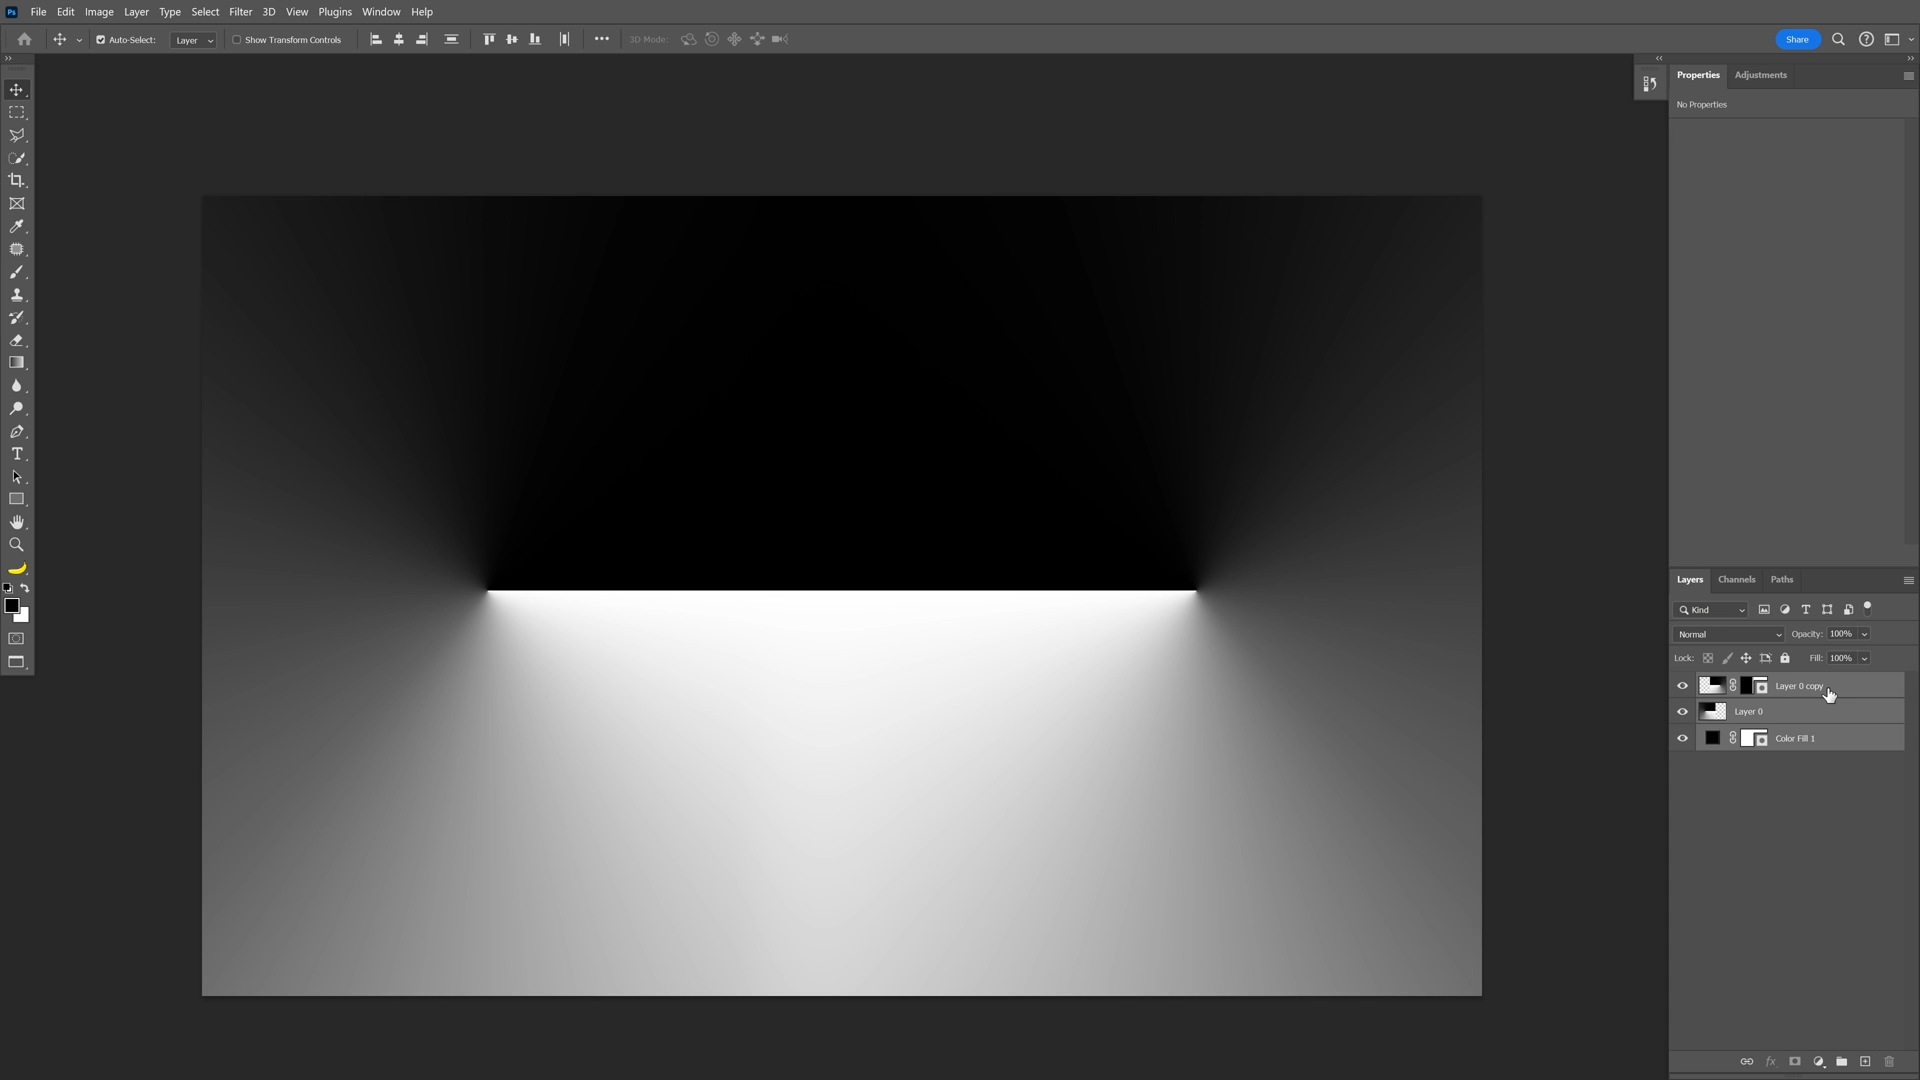 Ps File Edit Image Layer Type Select Filter 3D View Plugins Window Help
Auto-Select: Layer Show Transform Controls 3D Mode: Share
Properties Adjustments
No Properties
T
Layers Channels Paths
Kind T
Normal Opacity: 100%
Lock: Fill: 100%
Layer 0 copy
Layer 0
Color Fill 1
fx